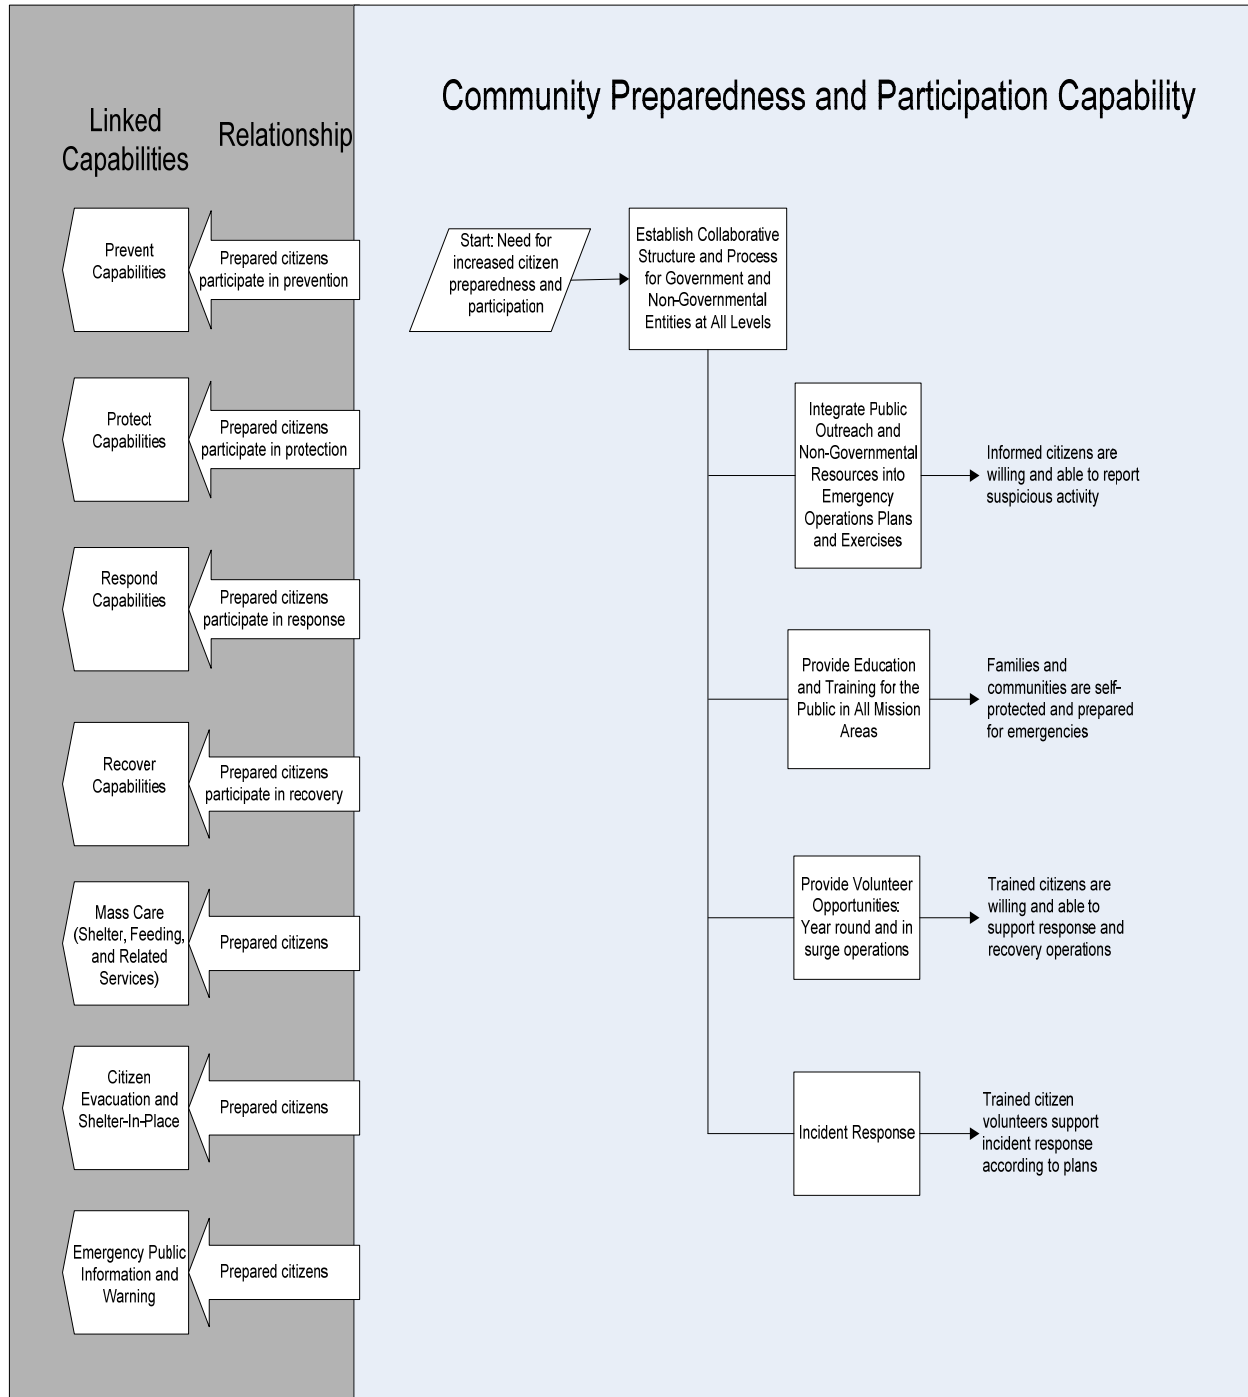 Community Preparedness and Participation Capability
Linked
Capabilities
Relationship
Prevent
Capabilities
Prepared citizens
participate in prevention
Protect
Capabilities
Prepared citizens
participate in protection
Respond
Capabilities
Prepared citizens
participate in response
Recover
Capabilities
Prepared citizens
participate in recovery
Mass Care
(Shelter, Feeding,
and Related
Services)
Prepared citizens
Citizen
Evacuation and
Shelter-In-Place
Prepared citizens
Emergency Public
Information and
Warning
Prepared citizens
Start: Need for
increased citizen
preparedness and
participation
Establish Collaborative
Structure and Process
for Government and
Non-Governmental
Entities at All Levels
Integrate Public
Outreach and
Non-Governmental
Resources into
Emergency
Operations Plans
and Exercises
Informed citizens are
willing and able to report
suspicious activity
Provide Education
and Training for the
Public in All Mission
Areas
Families and
communities are self-
protected and prepared
for emergencies
Provide Volunteer
Opportunities:
Year round and in
surge operations
Trained citizens are
willing and able to
support response and
recovery operations
Incident Response
Trained citizen
volunteers support
incident response
according to plans